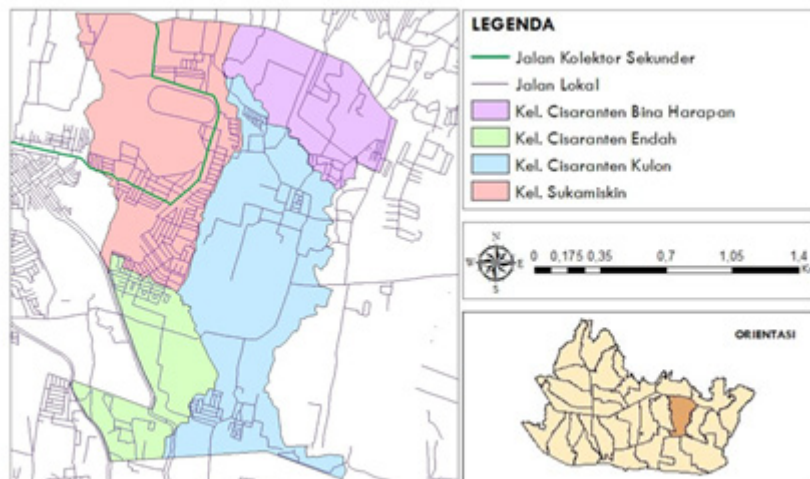 LEGENDA
Jalan Kolektor Sekunder
Jalan Lokal
Kel. Cisaranten Bina Harapan
Kel. Cisaranten Endah
Kel. Cisaranten Kulon
Kel. Sukamiskin
N
W E
S
0 0,175 0,35 0,7 1,05 1,4
ORIENTASI